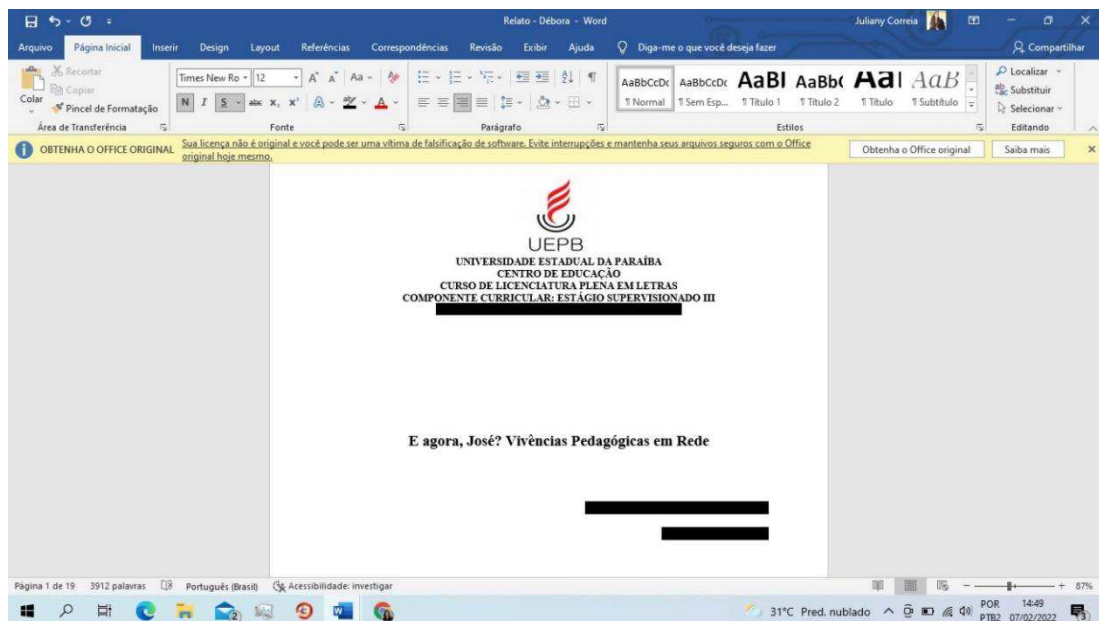 Relato - Débora - Word
Juliany Correia
Arquivo
Página Inicial
Inserir
Design
Layout
Referências
Correspondências
Revisão
Exibir
Ajuda
Diga-me o que você deseja fazer
Compartilhar
Colar
Recortar
Copiar
Pincel de Formatação
Área de Transferência
Times New Ro
12
Aa
N I S abc x₂ x²
Fonte
Parágrafo
AaBbCcDc
¶ Normal
AaBbCcDc
¶ Sem Esp...
AaBl
¶ Título 1
AaBb(
¶ Título 2
AaI
¶ Título
AaB
¶ Subtítulo
Estilos
Localizar
Substituir
Selecionar
Editando
OBTENHA O OFFICE ORIGINAL
Sua licença não é original e você pode ser uma vítima de falsificação de software. Evite interrupções e mantenha seus arquivos seguros com o Office
original hoje mesmo.
Obtenha o Office original
Saiba mais
UEPB
UNIVERSIDADE ESTADUAL DA PARAÍBA
CENTRO DE EDUCAÇÃO
CURSO DE LICENCIATURA PLENA EM LETRAS
COMPONENTE CURRICULAR: ESTÁGIO SUPERVISIONADO III
E agora, José? Vivências Pedagógicas em Rede
Página 1 de 19
3912 palavras
Português (Brasil)
Acessibilidade: investigar
87%
31°C Pred. nublado
POR
PTB2
14:49
07/02/2022